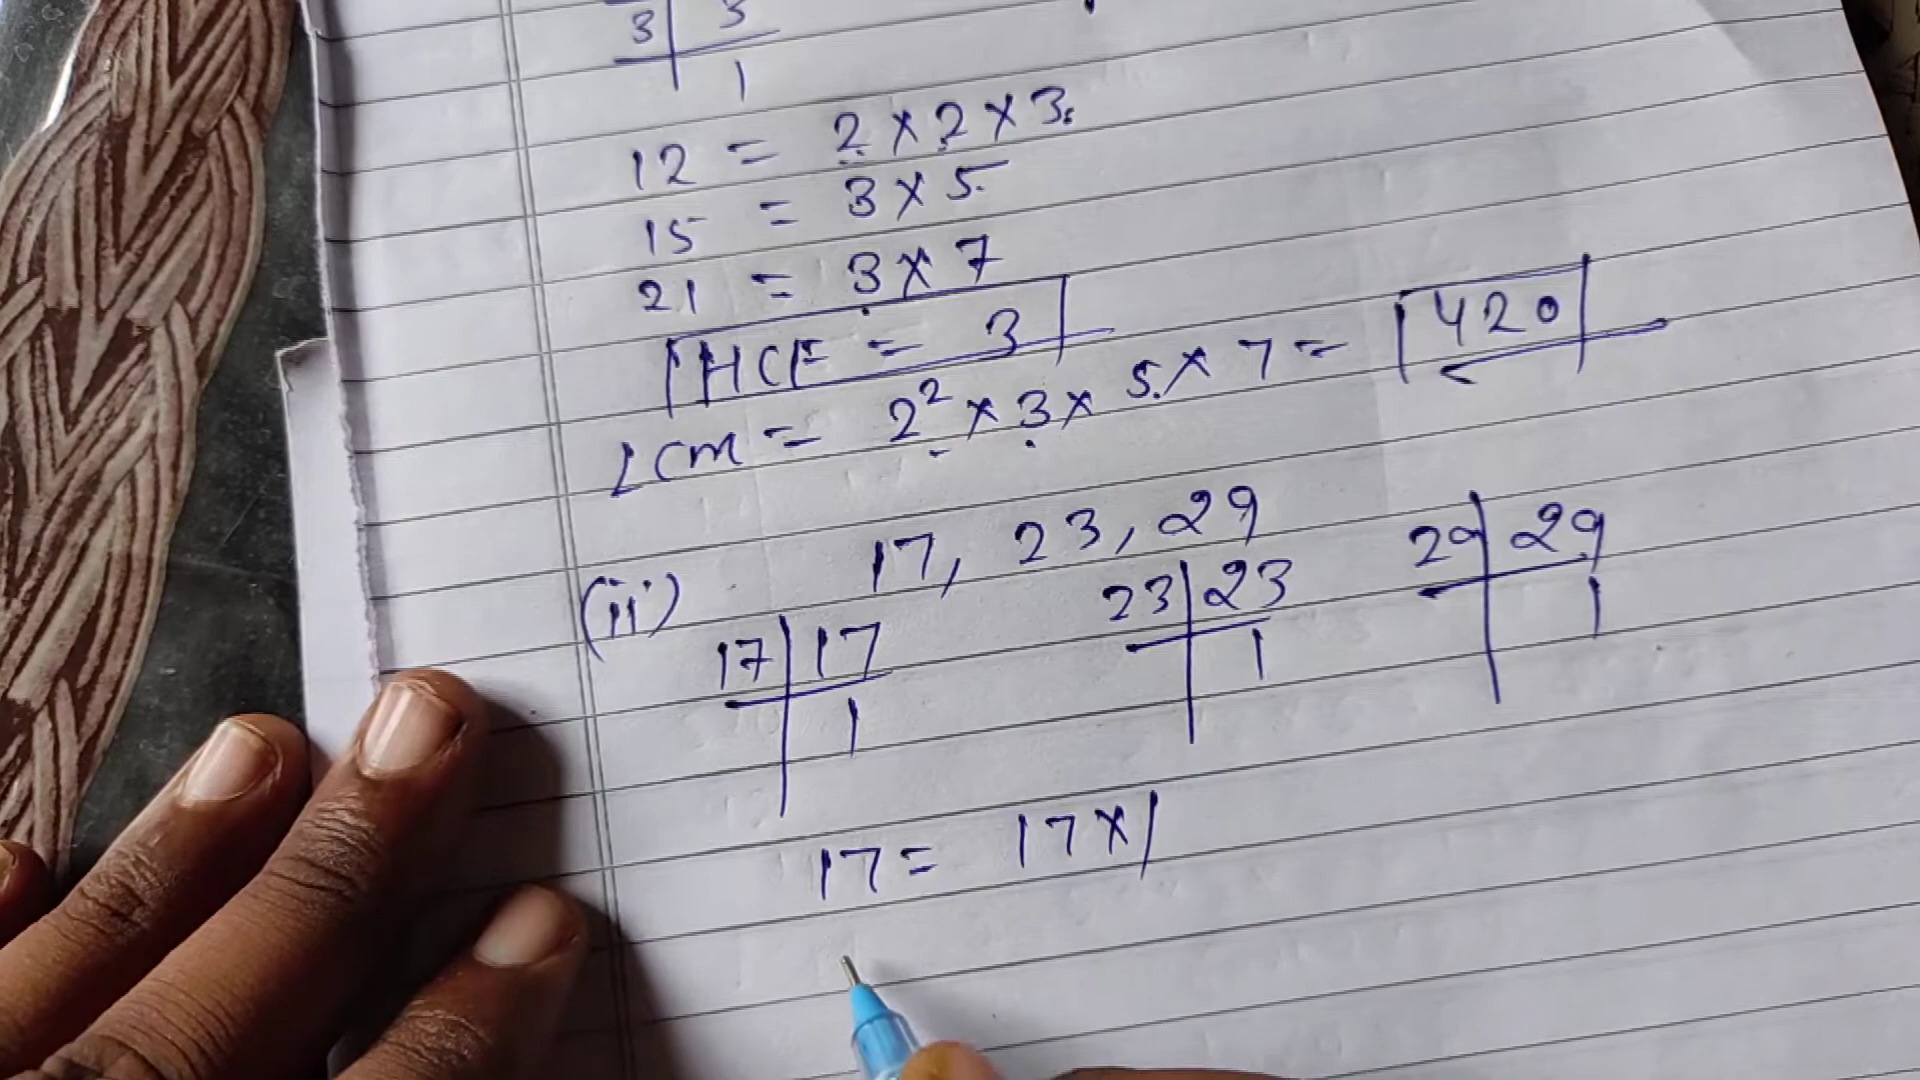 3 | 3
1
12 = 2 × 2 × 3
15 = 3 × 5
21 = 3 × 7
HCF = 3
LCM = 2² × 3 × 5 × 7 = 420
(ii) 17, 23, 29
17 | 17 23 | 23 29 | 29
1 1 1
17 = 17 × 1